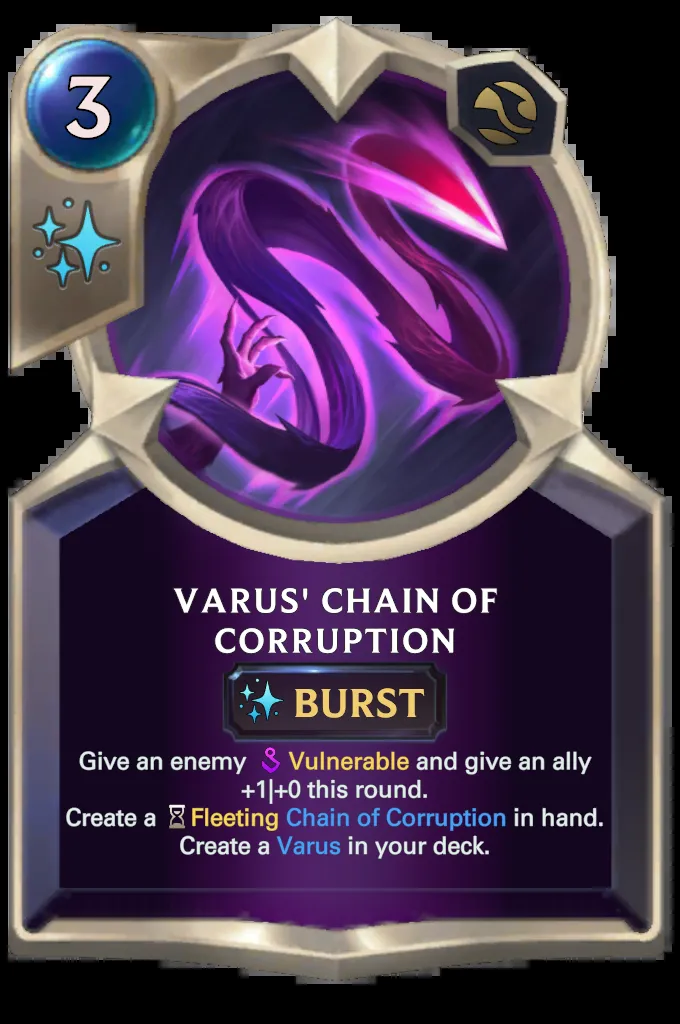 3
VARUS' CHAIN OF
CORRUPTION
BURST
Give an enemy Vulnerable and give an ally
+1|+0 this round.
Create a Fleeting Chain of Corruption in hand.
Create a Varus in your deck.